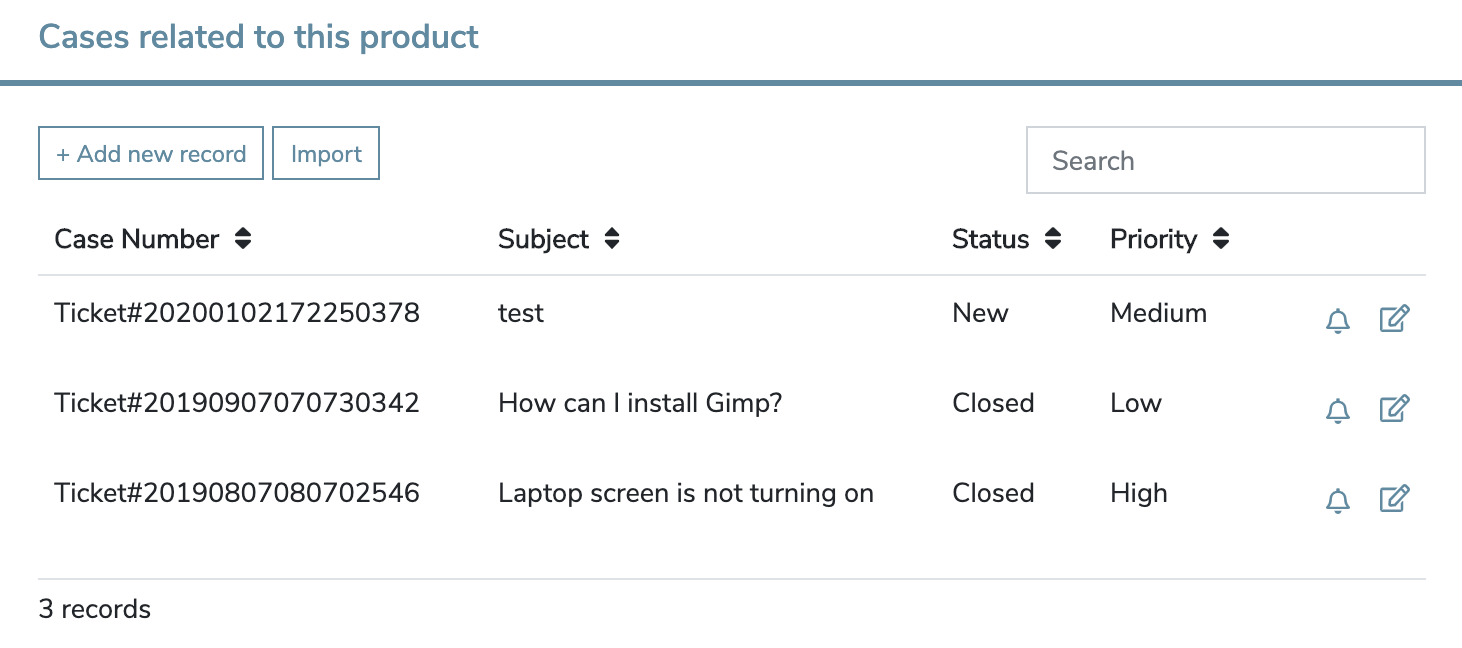 Cases related to this product
+ Add new record Import Search
Case Number Subject Status Priority
Ticket#20200102172250378 test New Medium
Ticket#20190907070730342 How can I install Gimp? Closed Low
Ticket#20190807080702546 Laptop screen is not turning on Closed High
3 records